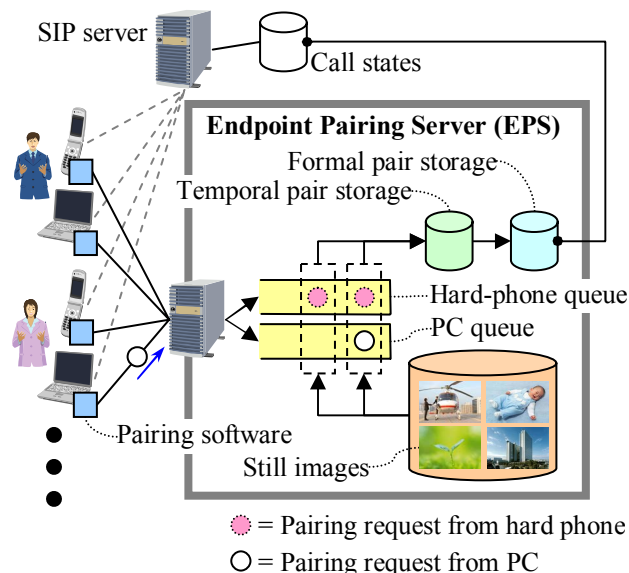 SIP server
Call states
Endpoint Pairing Server (EPS)
Formal pair storage
Temporal pair storage
Hard-phone queue
PC queue
Pairing software
Still images
= Pairing request from hard phone
= Pairing request from PC